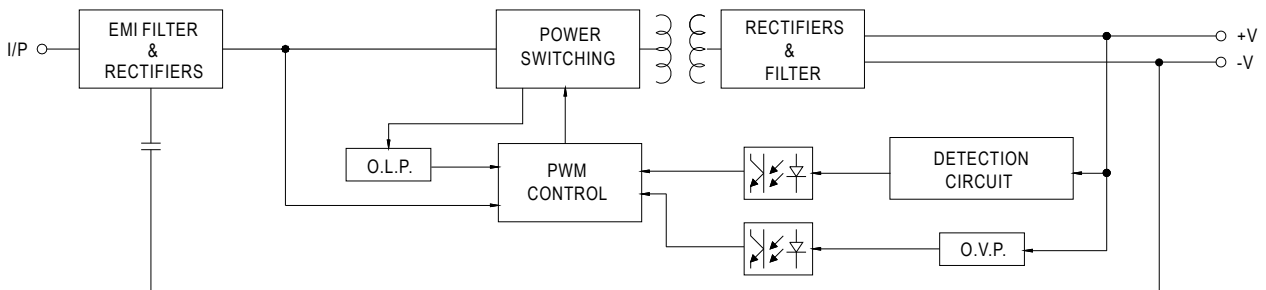 I/P
EMI FILTER
&
RECTIFIERS
POWER
SWITCHING
RECTIFIERS
&
FILTER
+V
-V
O.L.P.
PWM
CONTROL
DETECTION
CIRCUIT
O.V.P.